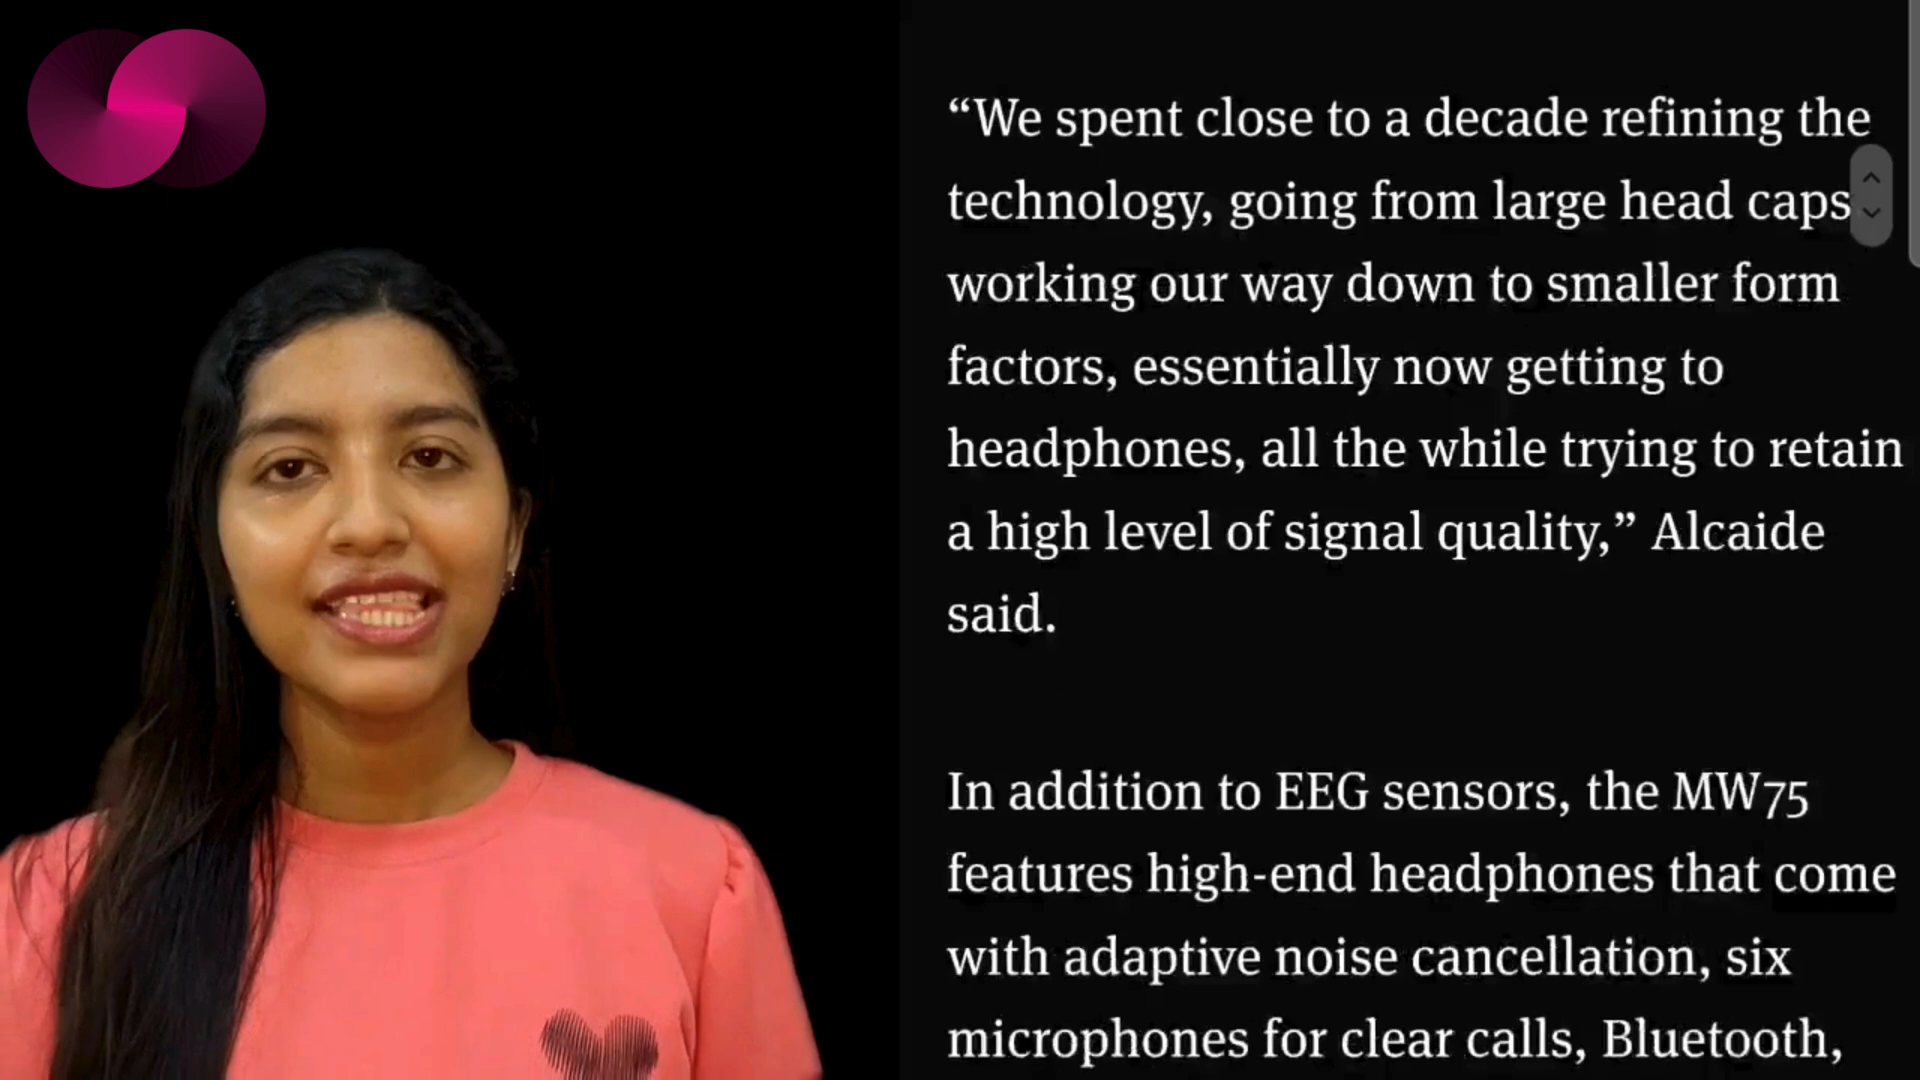 “We spent close to a decade refining the
technology, going from large head caps
working our way down to smaller form
factors, essentially now getting to
headphones, all the while trying to retain
a high level of signal quality,” Alcaide
said.
In addition to EEG sensors, the MW75
features high-end headphones that come
with adaptive noise cancellation, six
microphones for clear calls, Bluetooth,